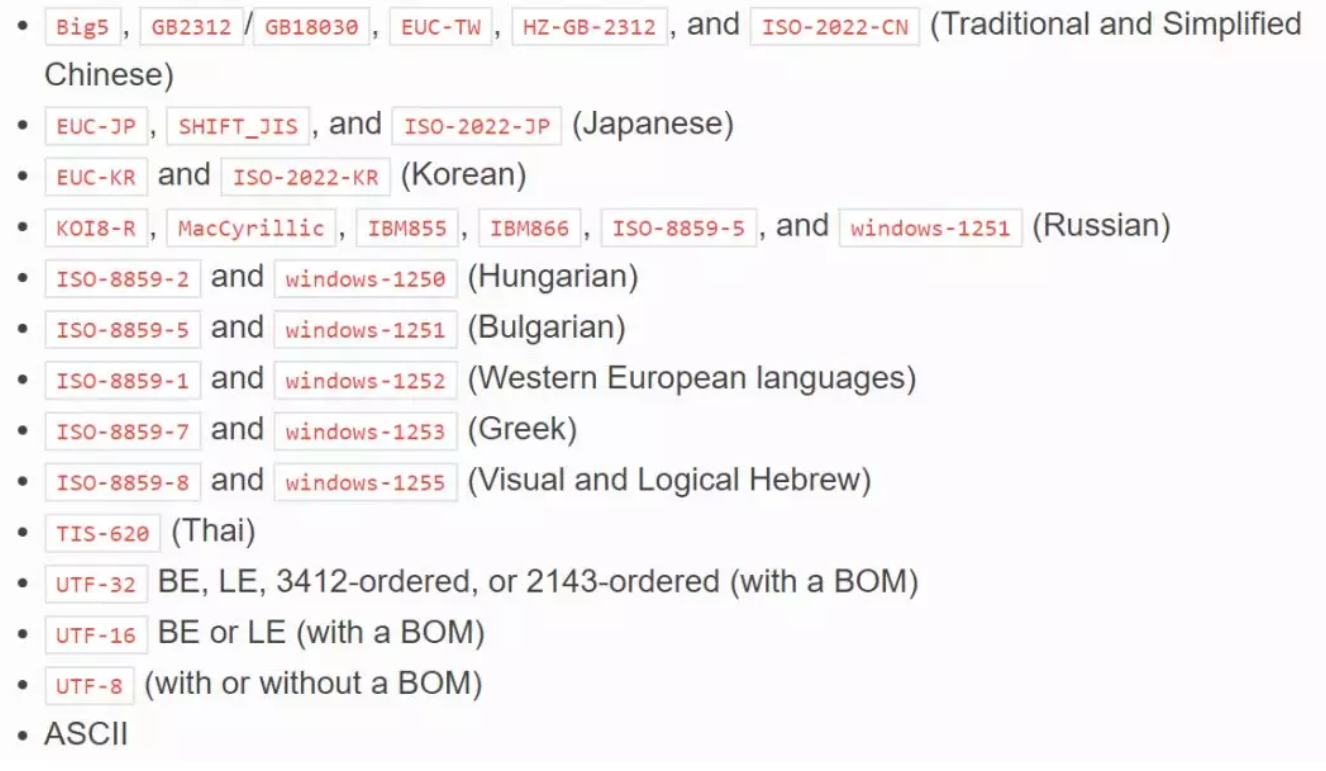 • Big5, GB2312/GB18030, EUC-TW, HZ-GB-2312, and ISO-2022-CN (Traditional and Simplified
Chinese)
• EUC-JP, SHIFT_JIS, and ISO-2022-JP (Japanese)
• EUC-KR and ISO-2022-KR (Korean)
• KOI8-R, MacCyrillic, IBM855, IBM866, ISO-8859-5, and windows-1251 (Russian)
• ISO-8859-2 and windows-1250 (Hungarian)
• ISO-8859-5 and windows-1251 (Bulgarian)
• ISO-8859-1 and windows-1252 (Western European languages)
• ISO-8859-7 and windows-1253 (Greek)
• ISO-8859-8 and windows-1255 (Visual and Logical Hebrew)
• TIS-620 (Thai)
• UTF-32 BE, LE, 3412-ordered, or 2143-ordered (with a BOM)
• UTF-16 BE or LE (with a BOM)
• UTF-8 (with or without a BOM)
• ASCII